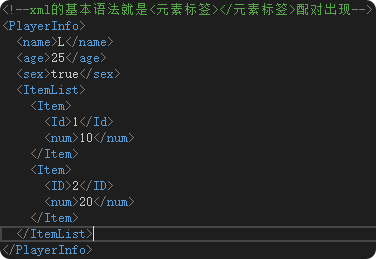 <!--xml的基本语法就是<元素标签></元素标签>配对出现-->
<PlayerInfo>
  <name>L</name>
  <age>25</age>
  <sex>true</sex>
  <ItemList>
    <Item>
      <Id>1</Id>
      <num>10</num>
    </Item>
    <Item>
      <ID>2</ID>
      <num>20</num>
    </Item>
  </ItemList>
</PlayerInfo>